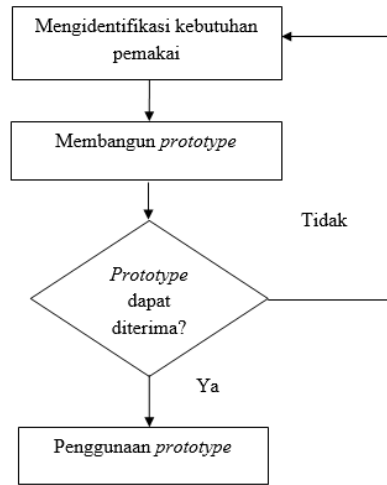 Mengidentifikasi kebutuhan
pemakai
Membangun prototype
Tidak
Prototype
dapat
diterima?
Ya
Penggunaan prototype